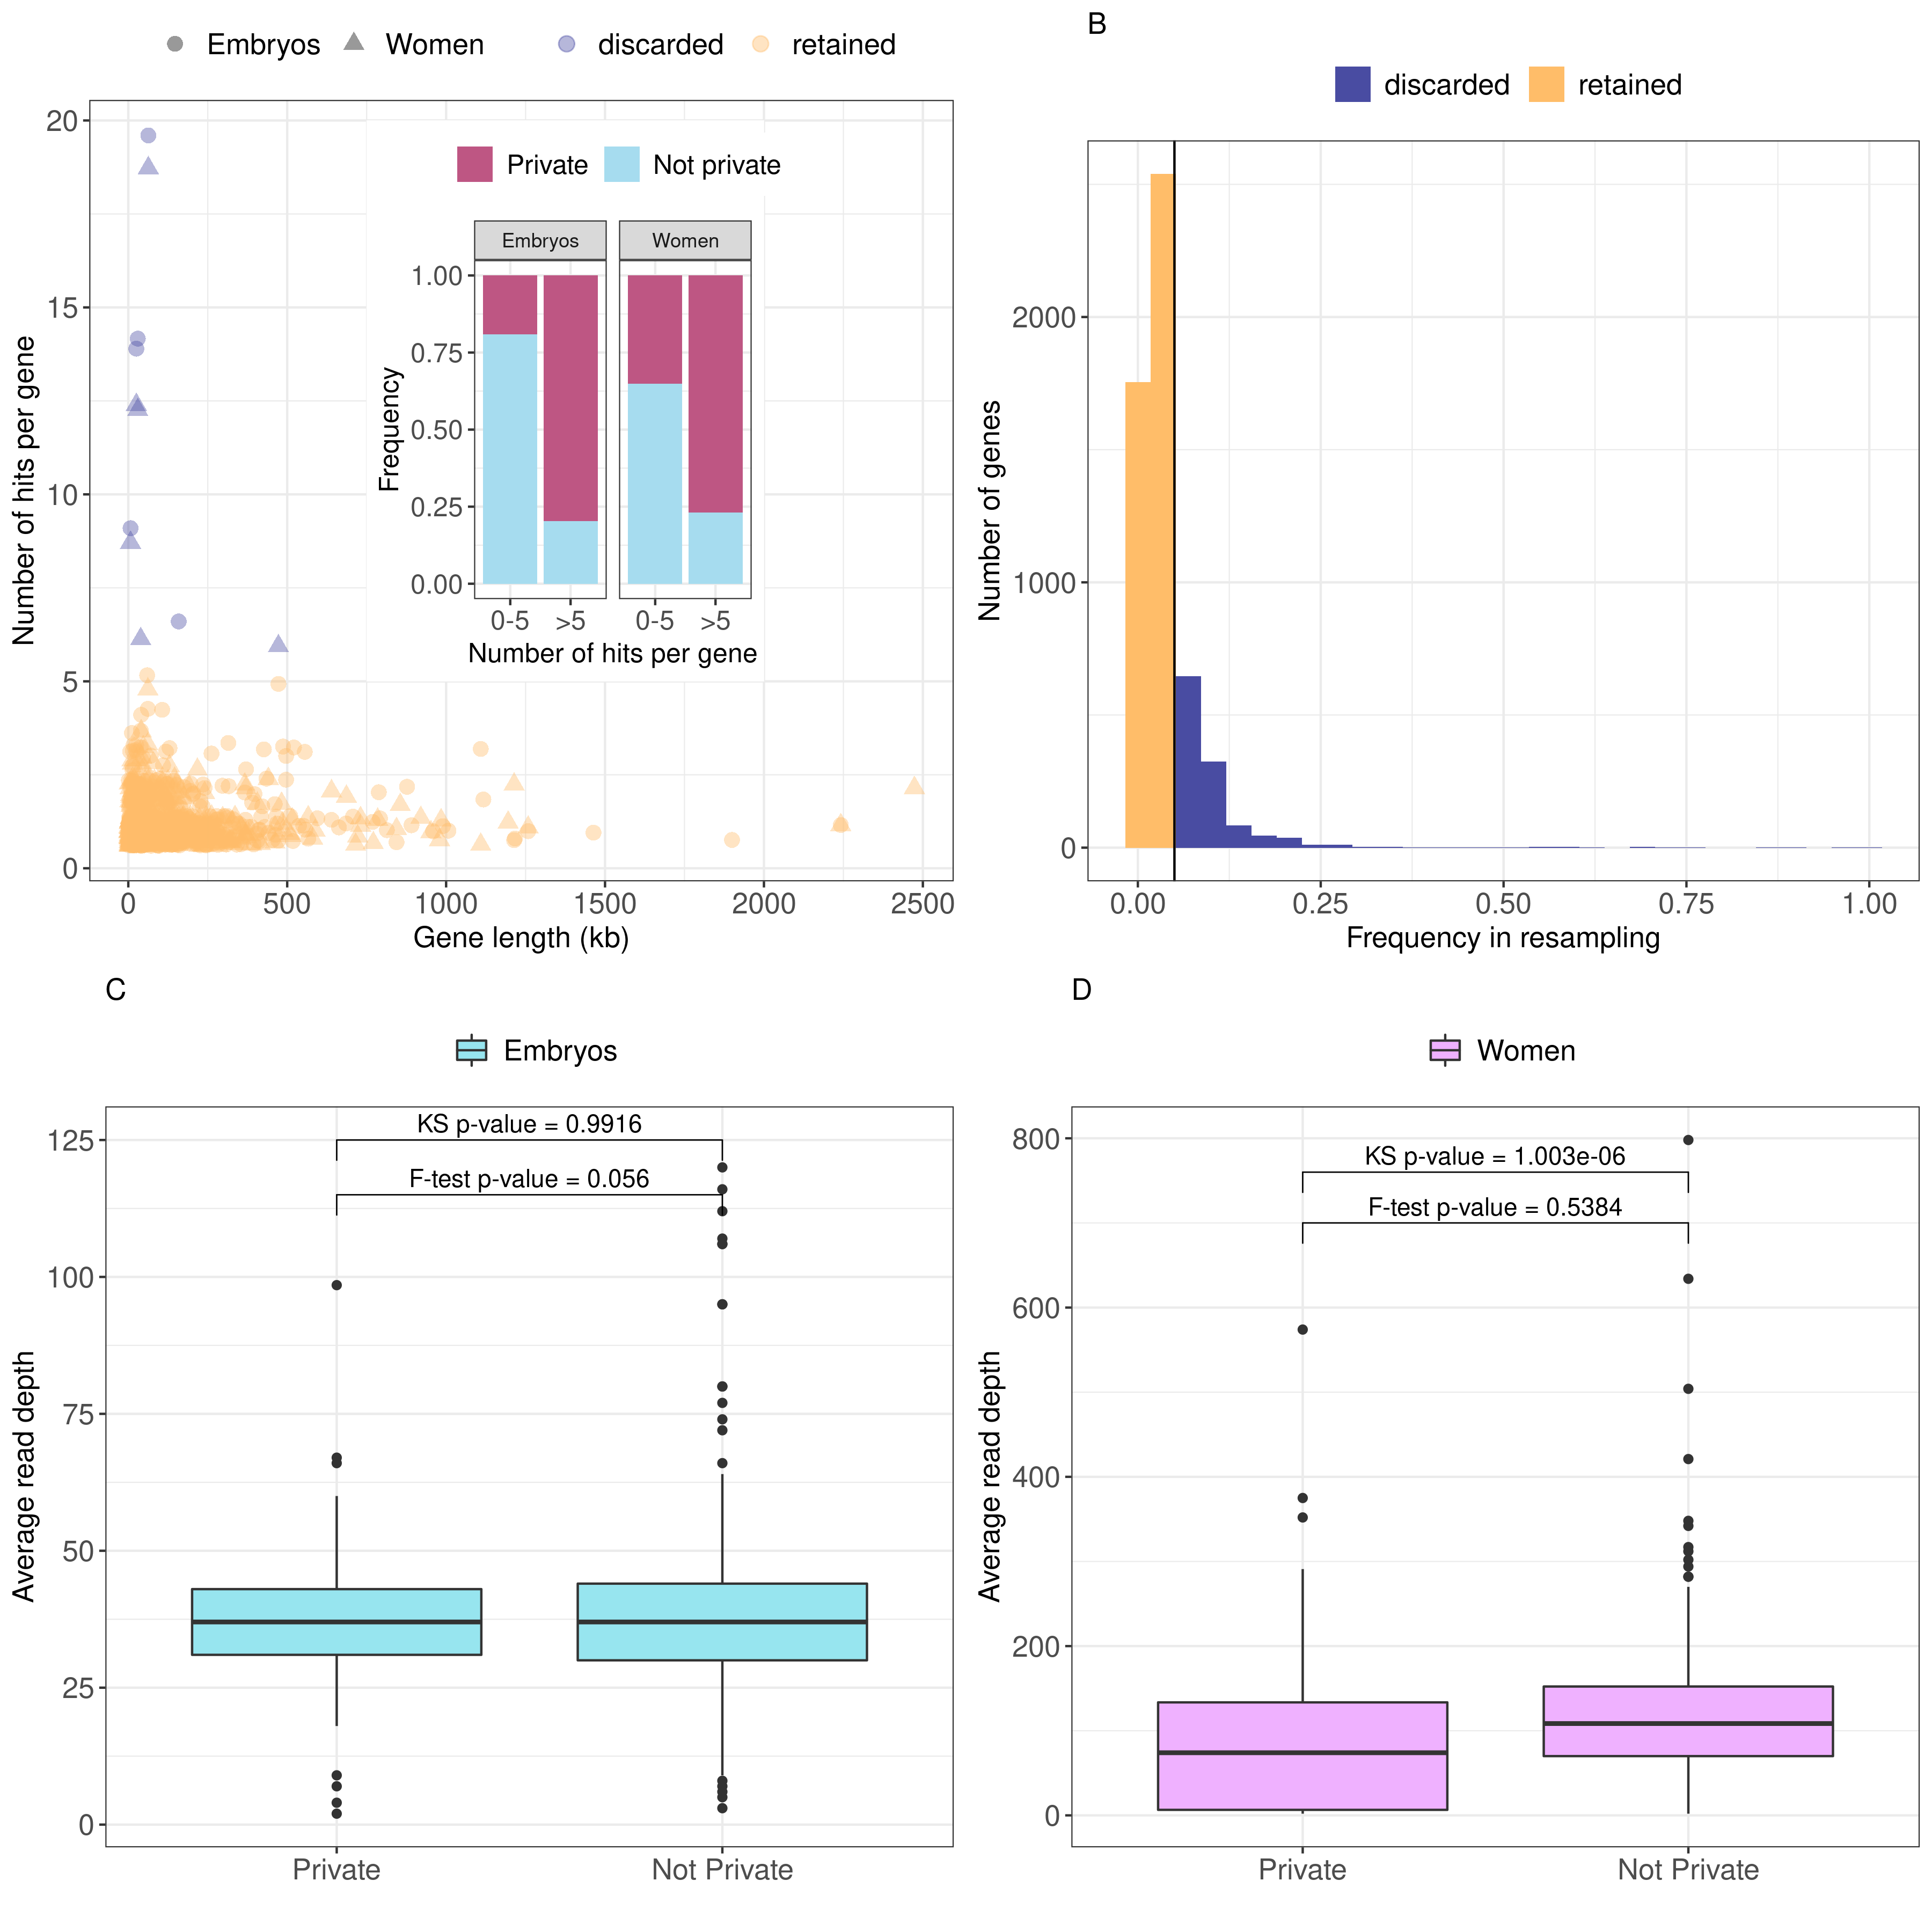 Embryos Women discarded retained
20
15
10
5
0
Number of hits per gene
0 500 1000 1500 2000 2500
Gene length (kb)
Private Not private
Embryos Women
1.00
0.75
0.50
0.25
0.00
Frequency
0-5 >5 0-5 >5
Number of hits per gene
B
discarded retained
2000
1000
0
Number of genes
0.00 0.25 0.50 0.75 1.00
Frequency in resampling
C
Embryos
KS p-value = 0.9916
F-test p-value = 0.056
125
100
75
50
25
0
Average read depth
Private Not Private
D
Women
KS p-value = 1.003e-06
F-test p-value = 0.5384
800
600
400
200
0
Average read depth
Private Not Private